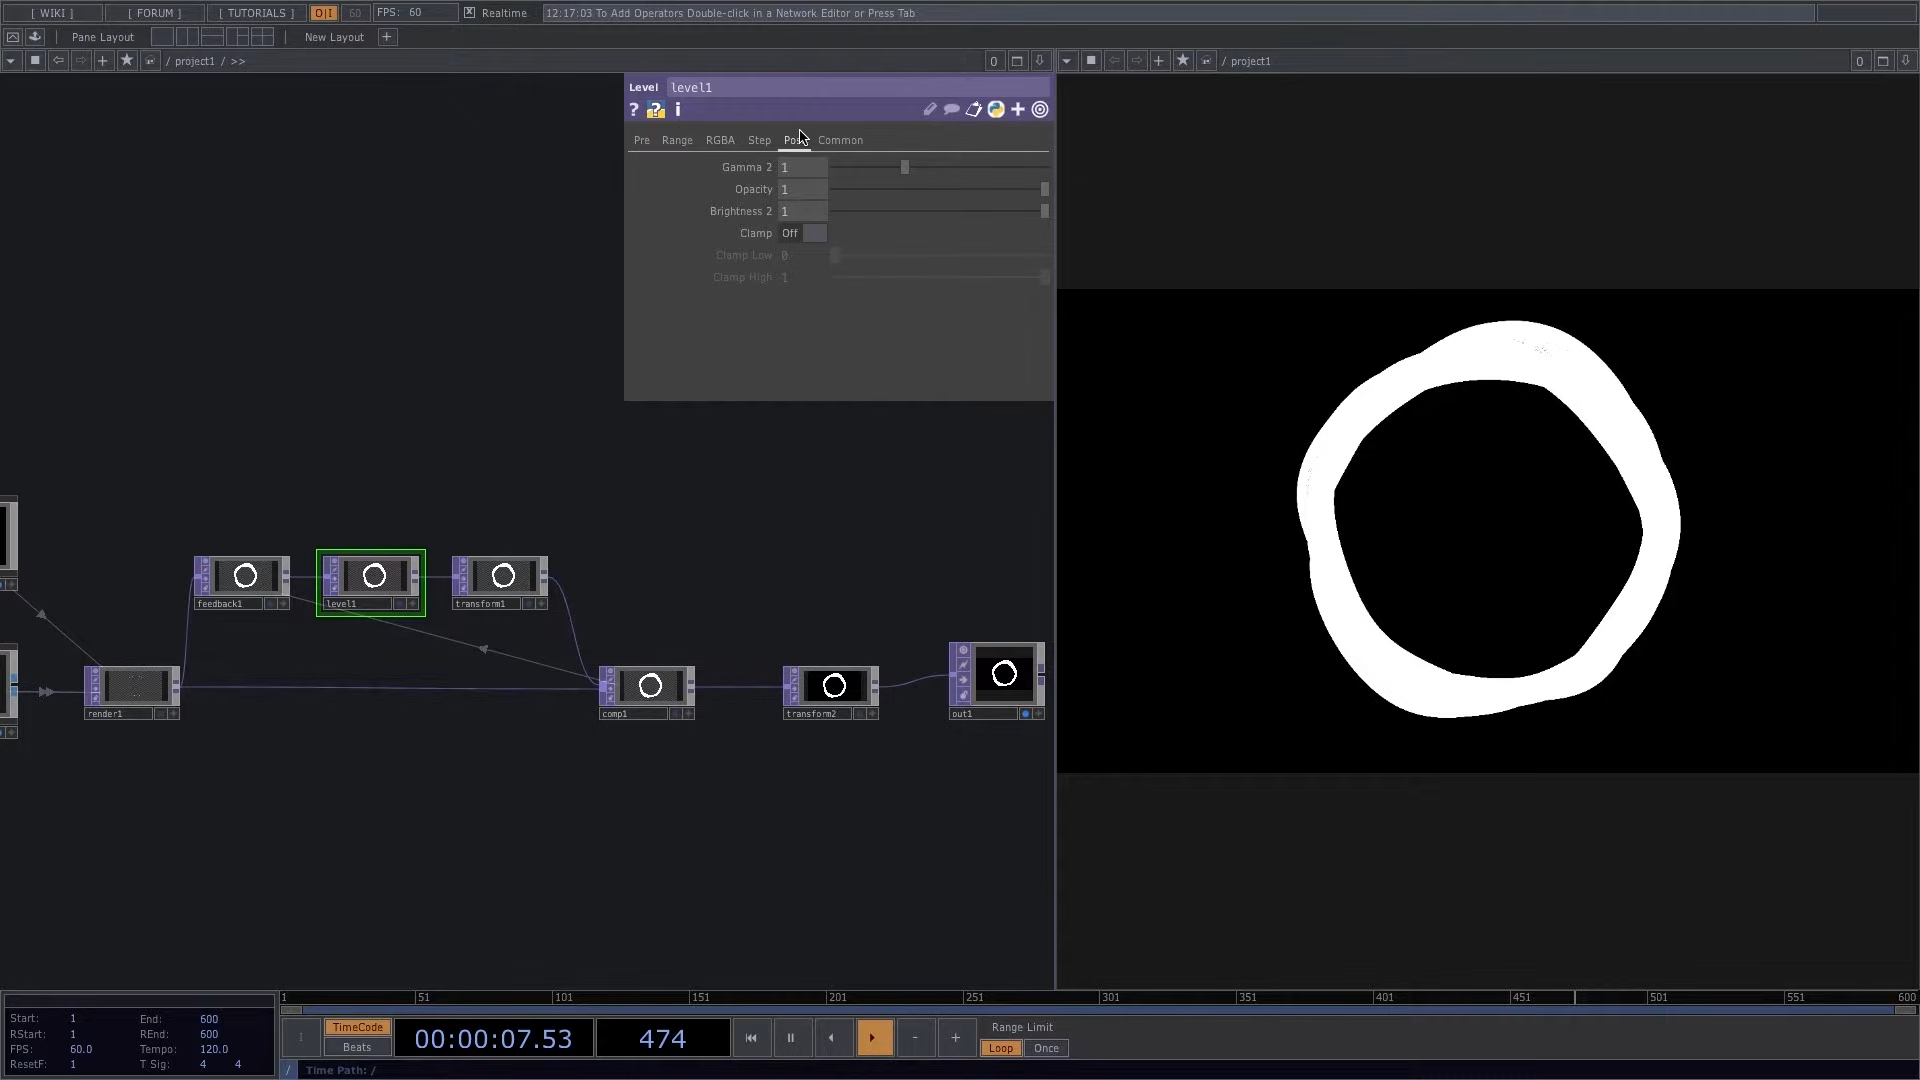 [ WIKI ] [ FORUM ] [ TUTORIALS ] O|I 60 FPS: 60 Realtime 12:17:03 To Add Operators Double-click in a Network Editor or Press Tab
Pane Layout New Layout +
/ project1 / >> 0
/ project1 0
Level level1
? ? i
Pre Range RGBA Step Common
Gamma 2 1
Opacity 1
Brightness 2 1
Clamp Off
Clamp Low 0
Clamp High 1
feedback1 level1 transform1
render1 comp1 transform2 out1
1 51 101 151 201 251 301 351 401 451 501 551 600
Start: 1 End: 600
RStart: 1 REnd: 600
FPS: 60.0 Tempo: 120.0
ResetF: 1 T Sig: 4 4
TimeCode
Beats
00:00:07.53 474
- +
Range Limit
Loop Once
/ Time Path: /